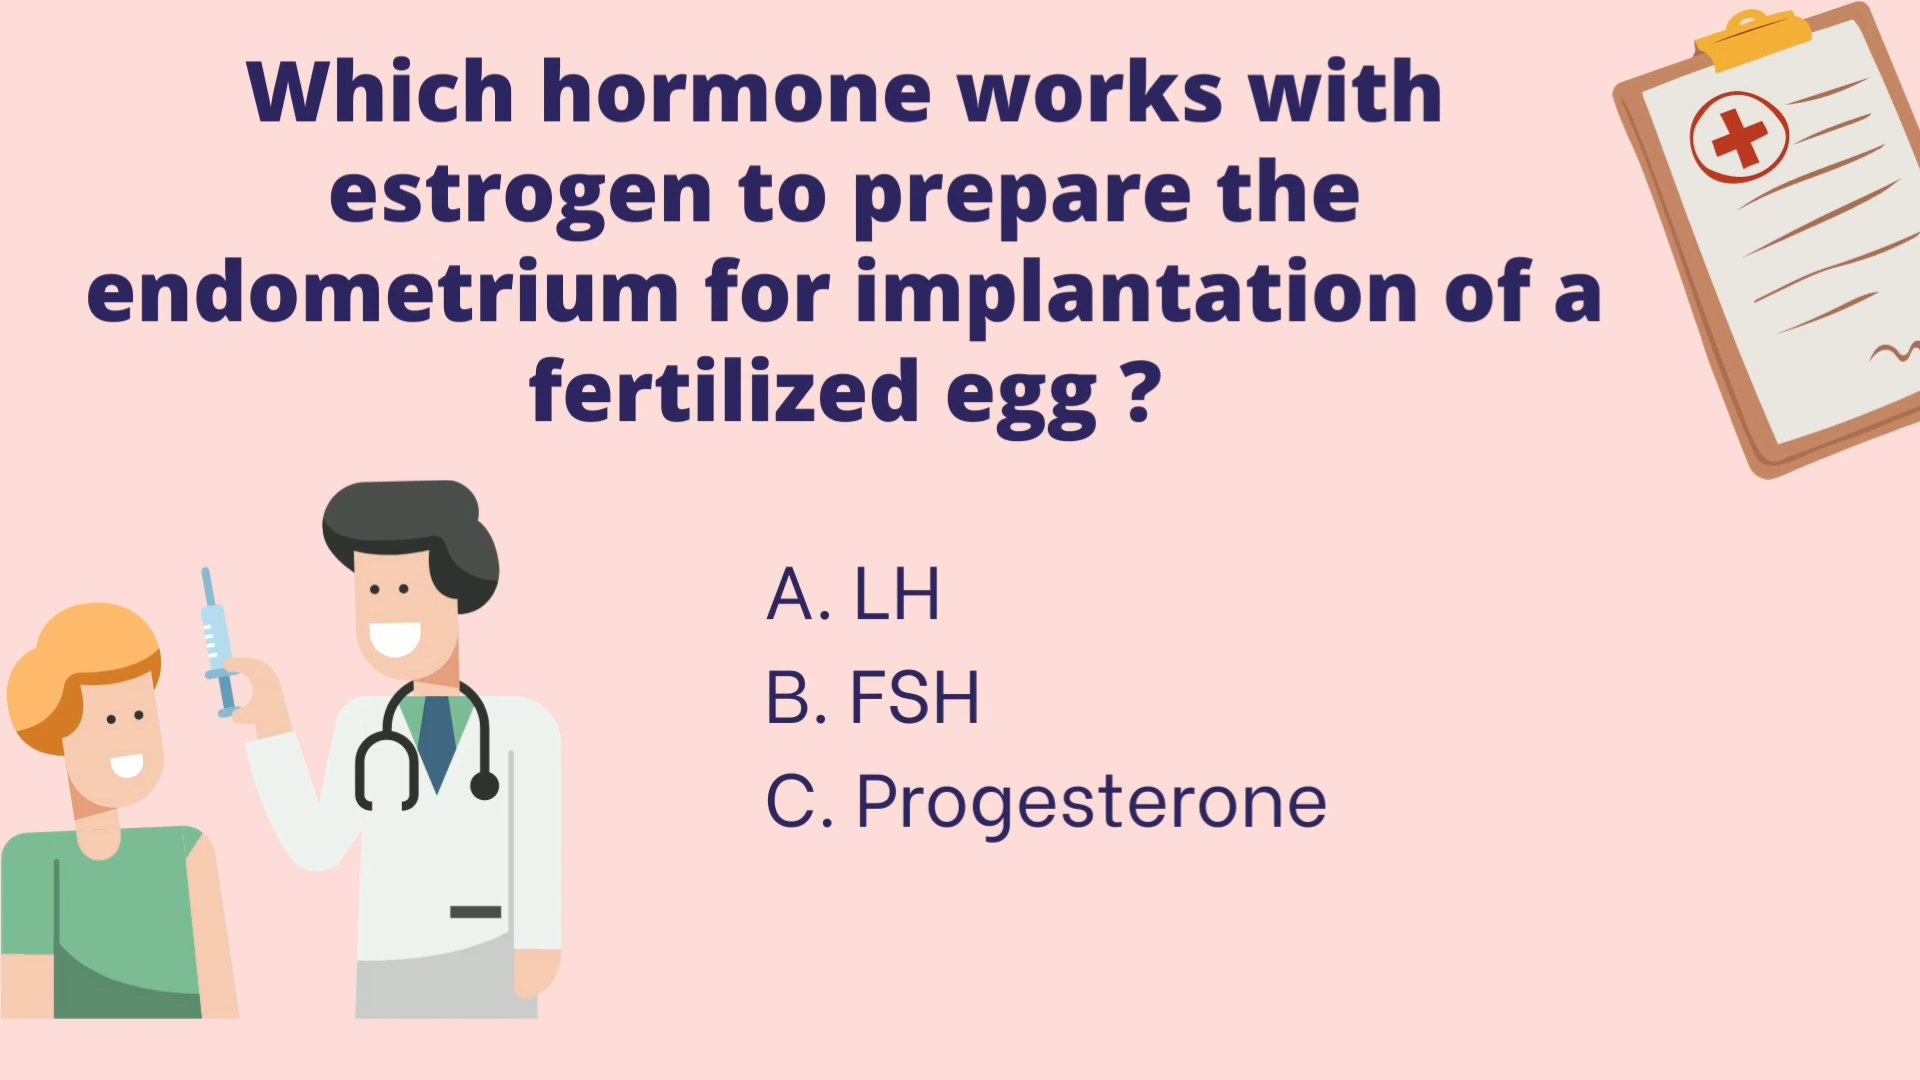 Which hormone works with
estrogen to prepare the
endometrium for implantation of a
fertilized egg ?
A. LH
B. FSH
C. Progesterone